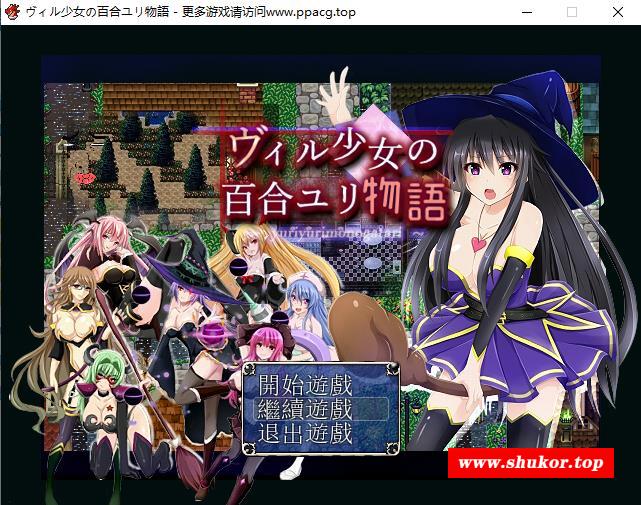 ヴィル少女の百合ユリ物語 - 更多游戏请访问www.ppacg.top
ヴィル少女の
百合ユリ物語
yuriyurimonogatari ~
開始遊戲
繼續遊戲
退出遊戲
www.shukor.top